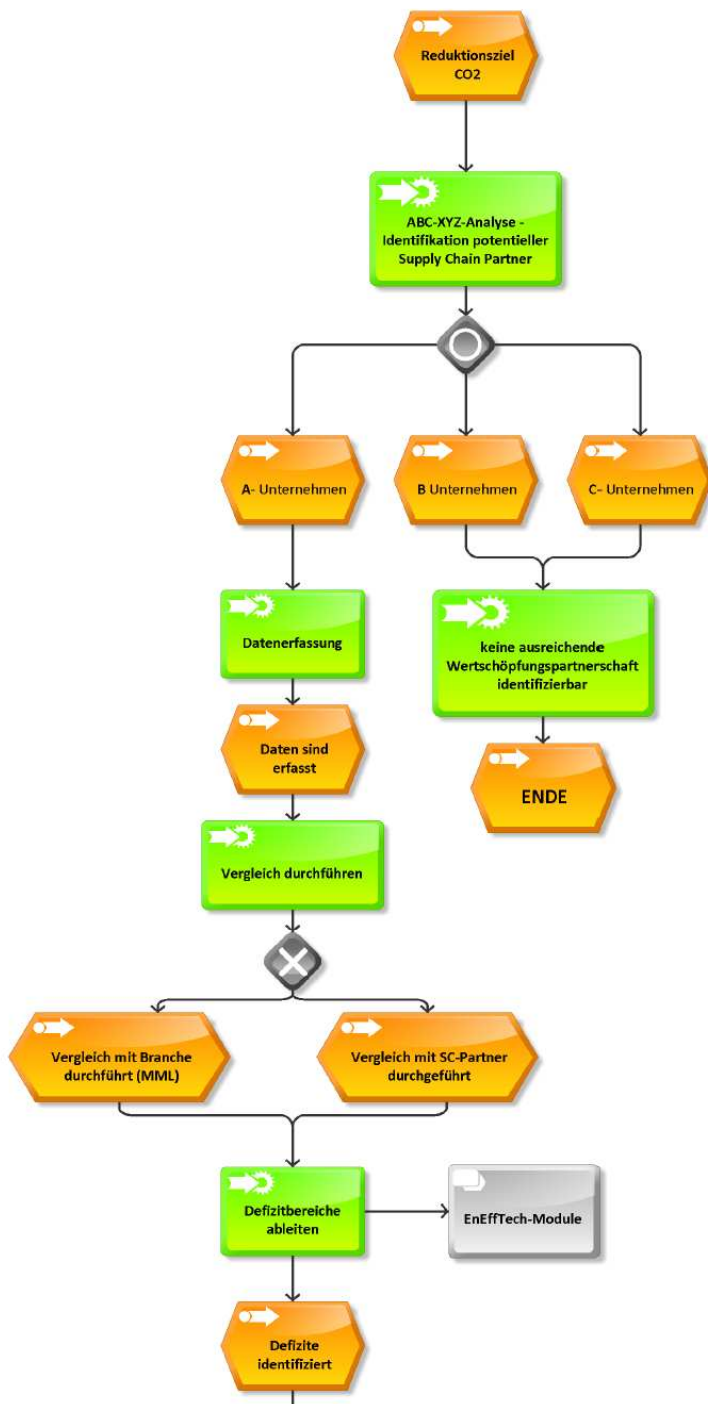 Reduktionsziel
CO2
ABC-XYZ-Analyse -
Identifikation potentieller
Supply Chain Partner
A- Unternehmen
B Unternehmen
C- Unternehmen
Datenerfassung
keine ausreichende
Wertschöpfungspartnerschaft
identifizierbar
Daten sind
erfasst
ENDE
Vergleich durchführen
Vergleich mit Branche
durchführt (MML)
Vergleich mit SC-Partner
durchgeführt
Defizitbereiche
ableiten
EnEffTech-Module
Defizite
identifiziert